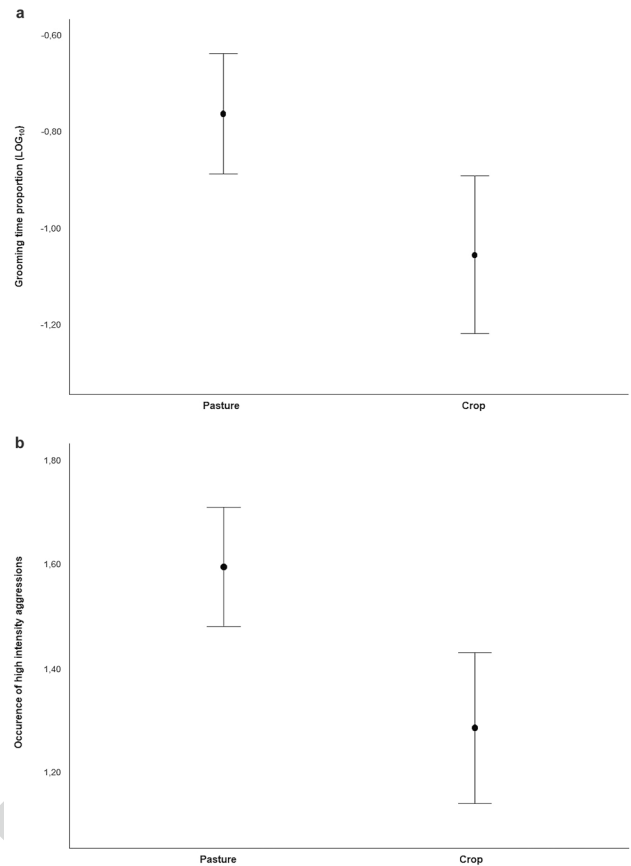 a
Grooming time proportion (LOG₁₀)
-0,60
-0,80
-1,00
-1,20
Pasture Crop
b
Occurence of high intensity aggressions
1,80
1,60
1,40
1,20
Pasture Crop